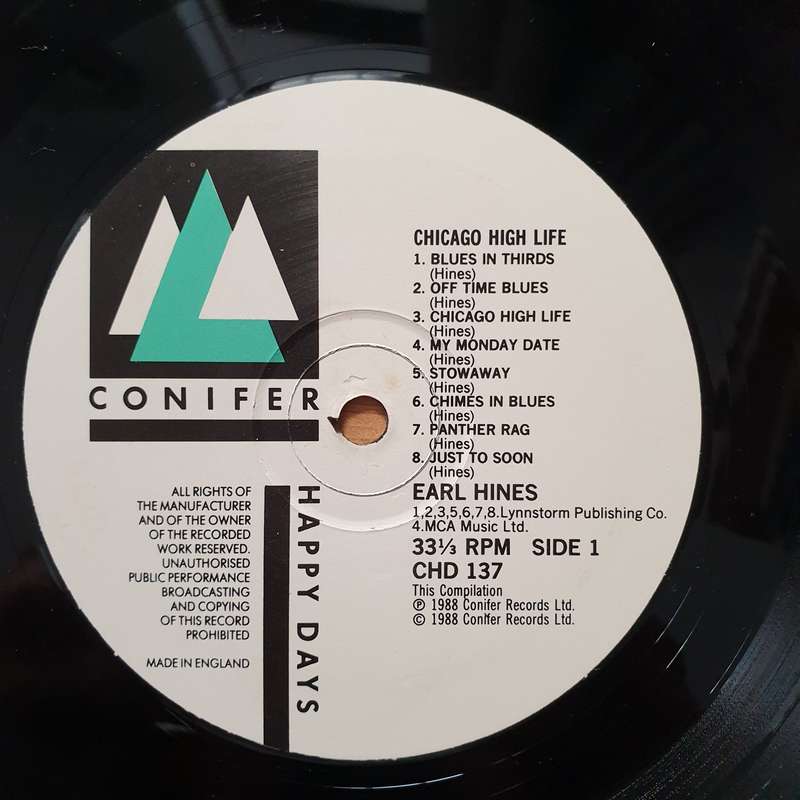 CONIFER
HAPPY DAYS
ALL RIGHTS OF
THE MANUFACTURER
AND OF THE OWNER
OF THE RECORDED
WORK RESERVED.
UNAUTHORISED
PUBLIC PERFORMANCE
BROADCASTING
AND COPYING
OF THIS RECORD
PROHIBITED
MADE IN ENGLAND
CHICAGO HIGH LIFE
1. BLUES IN THIRDS
(Hines)
2. OFF TIME BLUES
(Hines)
3. CHICAGO HIGH LIFE
(Hines)
4. MY MONDAY DATE
(Hines)
5. STOWAWAY
(Hines)
6. CHIMES IN BLUES
(Hines)
7. PANTHER RAG
(Hines)
8. JUST TO SOON
(Hines)
EARL HINES
1,2,3,5,6,7,8.Lynnstorm Publishing Co.
4.MCA Music Ltd.
33⅓ RPM SIDE 1
CHD 137
This Compilation
℗ 1988 Conifer Records Ltd.
© 1988 Conifer Records Ltd.